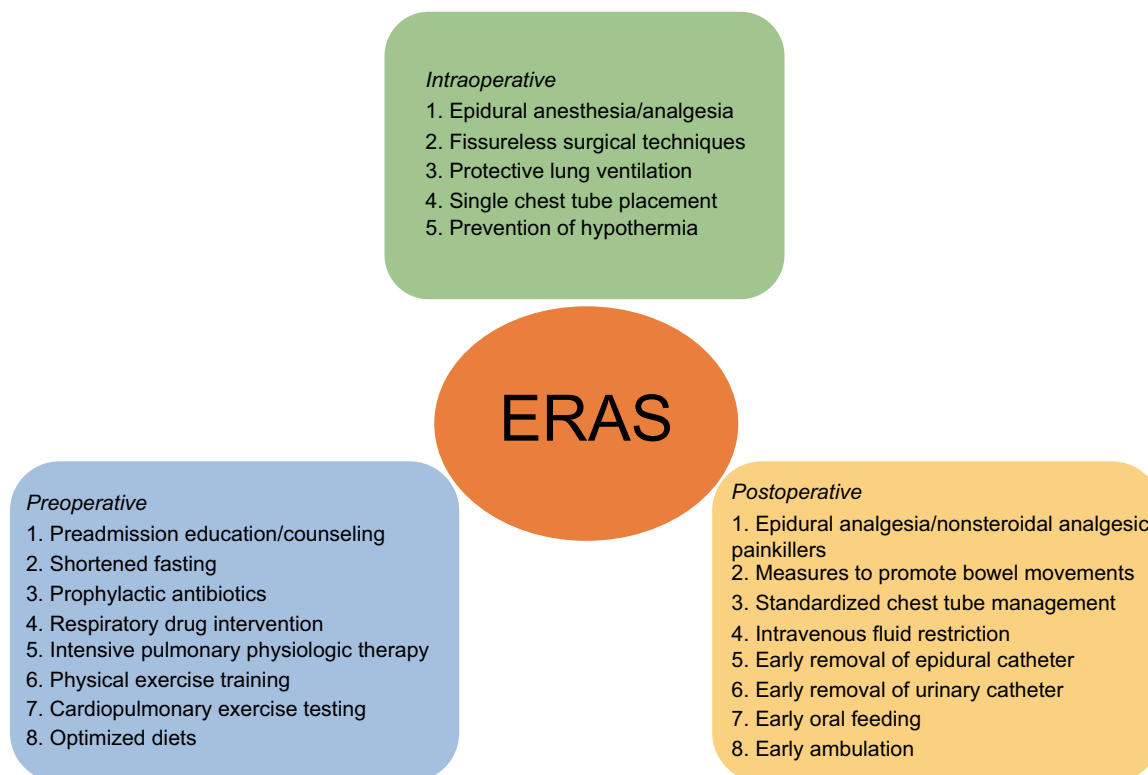 Intraoperative
1. Epidural anesthesia/analgesia
2. Fissureless surgical techniques
3. Protective lung ventilation
4. Single chest tube placement
5. Prevention of hypothermia
ERAS
Preoperative
1. Preadmission education/counseling
2. Shortened fasting
3. Prophylactic antibiotics
4. Respiratory drug intervention
5. Intensive pulmonary physiologic therapy
6. Physical exercise training
7. Cardiopulmonary exercise testing
8. Optimized diets
Postoperative
1. Epidural analgesia/nonsteroidal analgesic
painkillers
2. Measures to promote bowel movements
3. Standardized chest tube management
4. Intravenous fluid restriction
5. Early removal of epidural catheter
6. Early removal of urinary catheter
7. Early oral feeding
8. Early ambulation